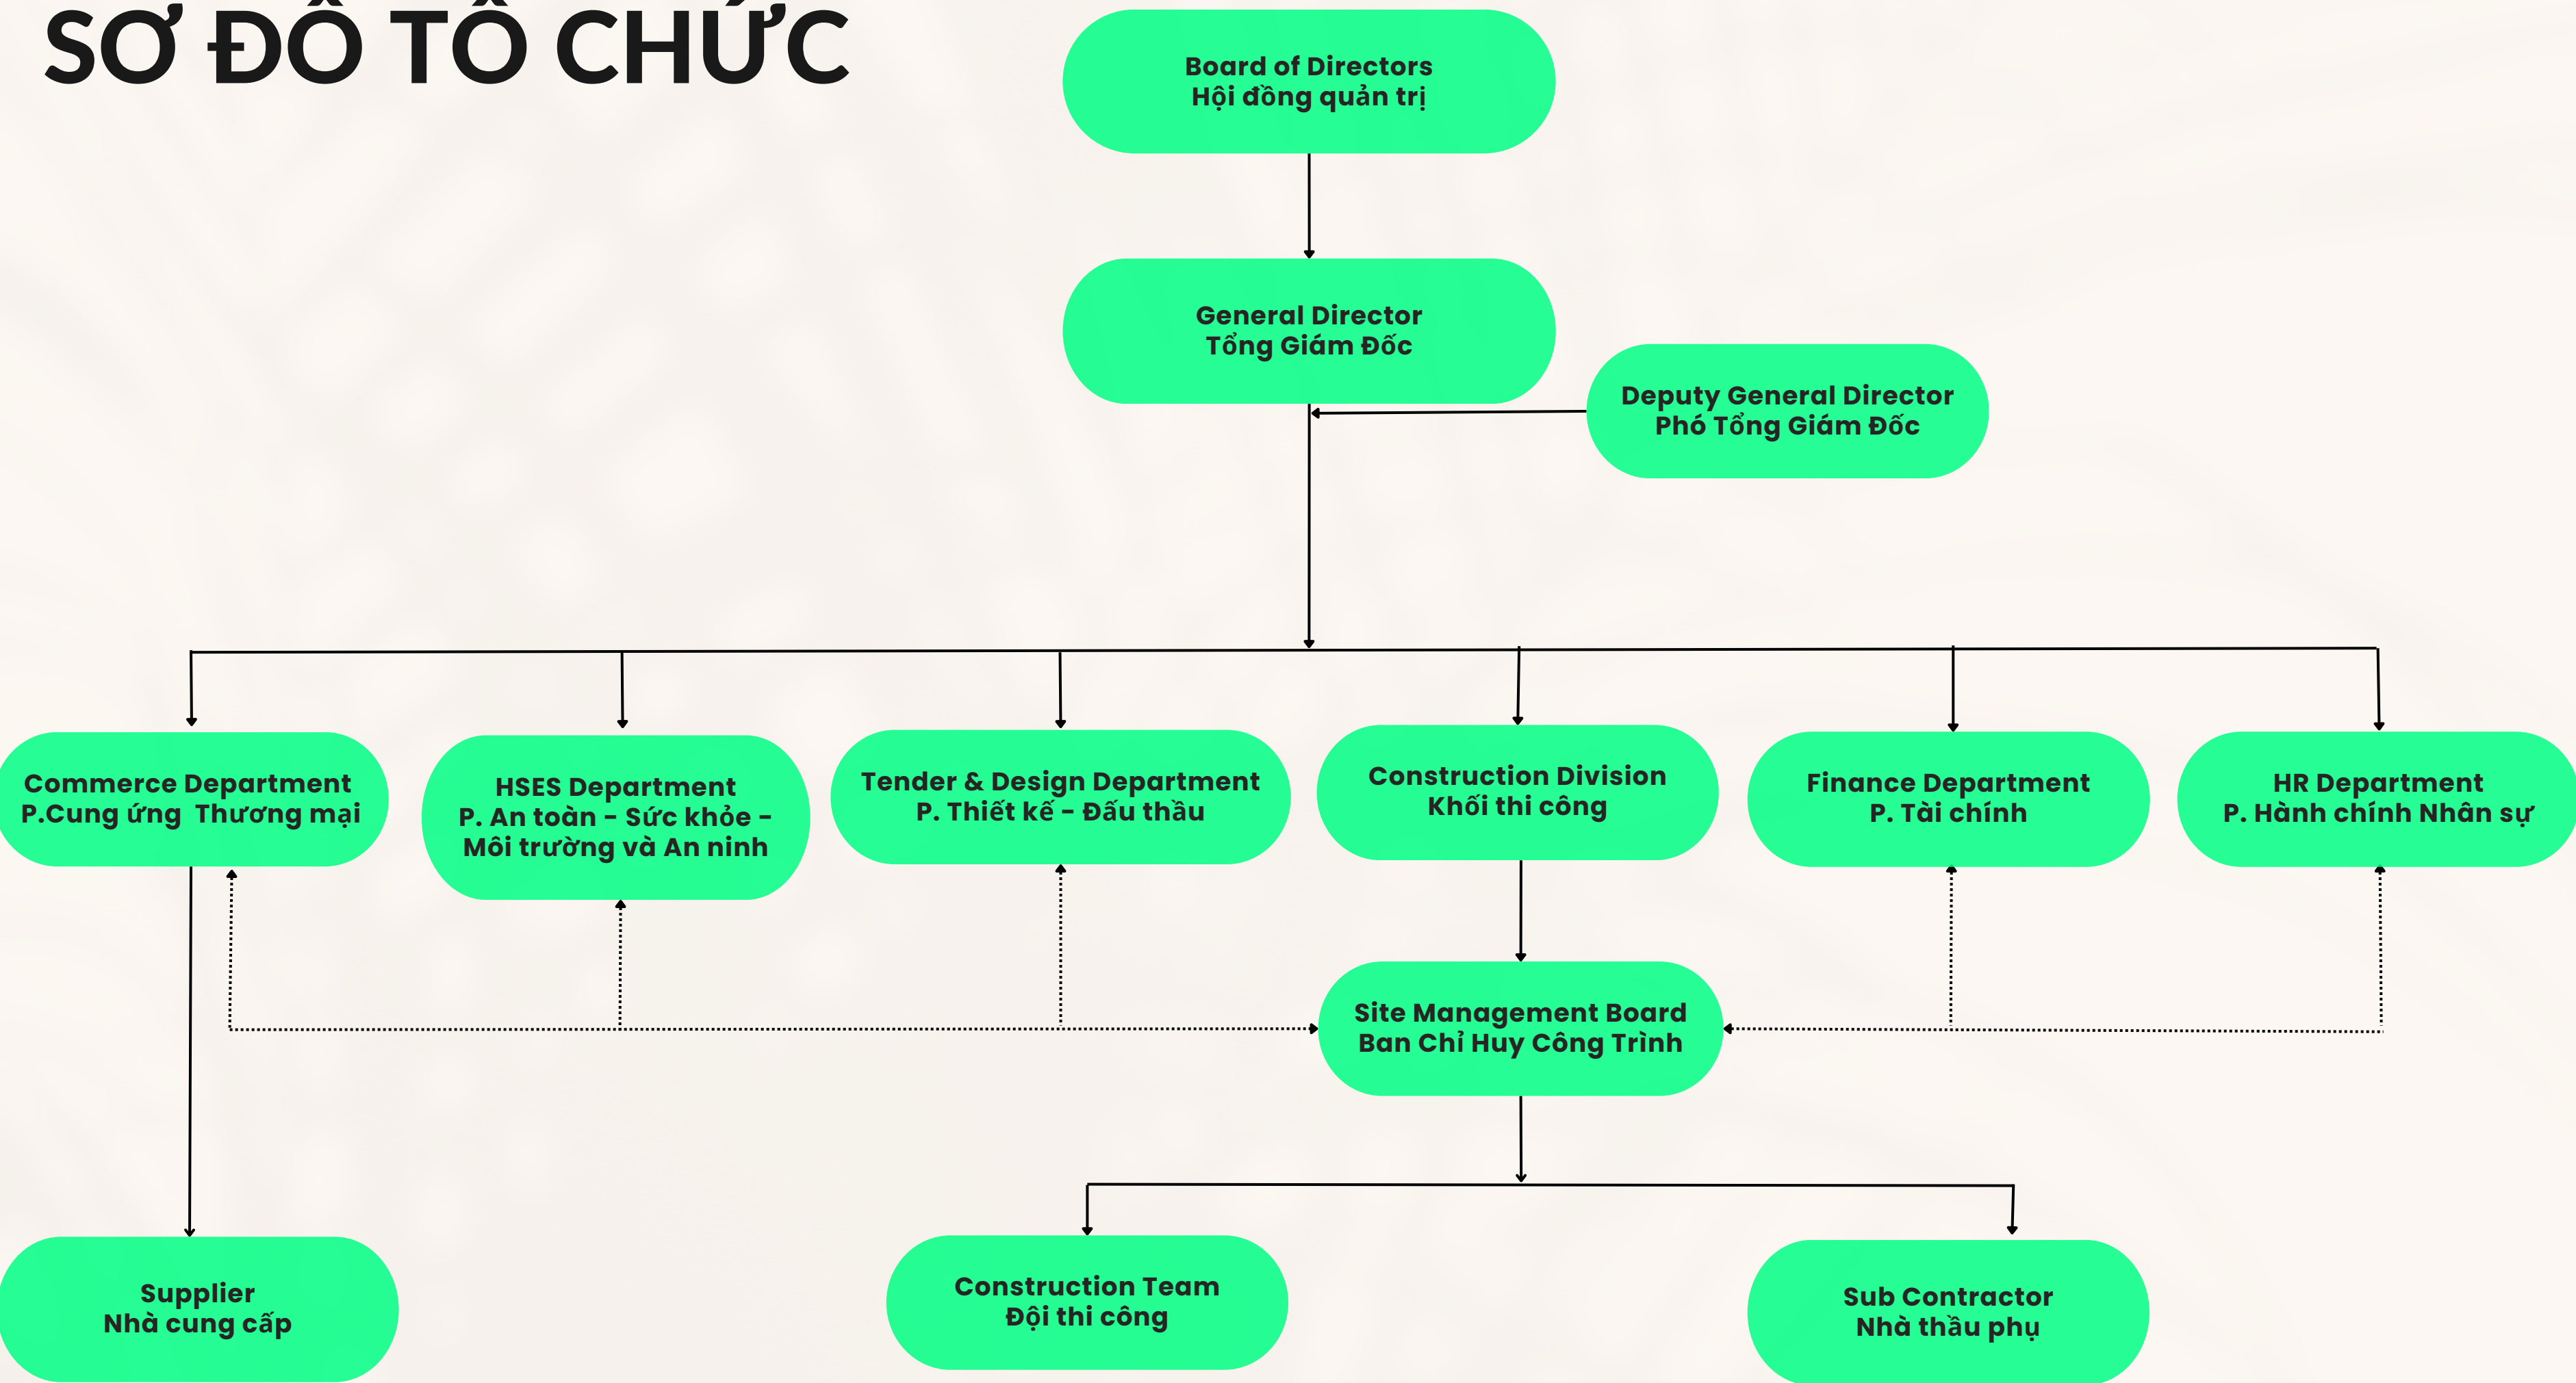 SƠ ĐỒ TỔ CHỨC
Board of Directors
Hội đồng quản trị
General Director
Tổng Giám Đốc
Deputy General Director
Phó Tổng Giám Đốc
Commerce Department
P.Cung ứng  Thương mại
HSES Department
P. An toàn - Sức khỏe -
Môi trường và An ninh
Tender & Design Department
P. Thiết kế - Đấu thầu
Construction Division
Khối thi công
Finance Department
P. Tài chính
HR Department
P. Hành chính Nhân sự
Site Management Board
Ban Chỉ Huy Công Trình
Supplier
Nhà cung cấp
Construction Team
Đội thi công
Sub Contractor
Nhà thầu phụ